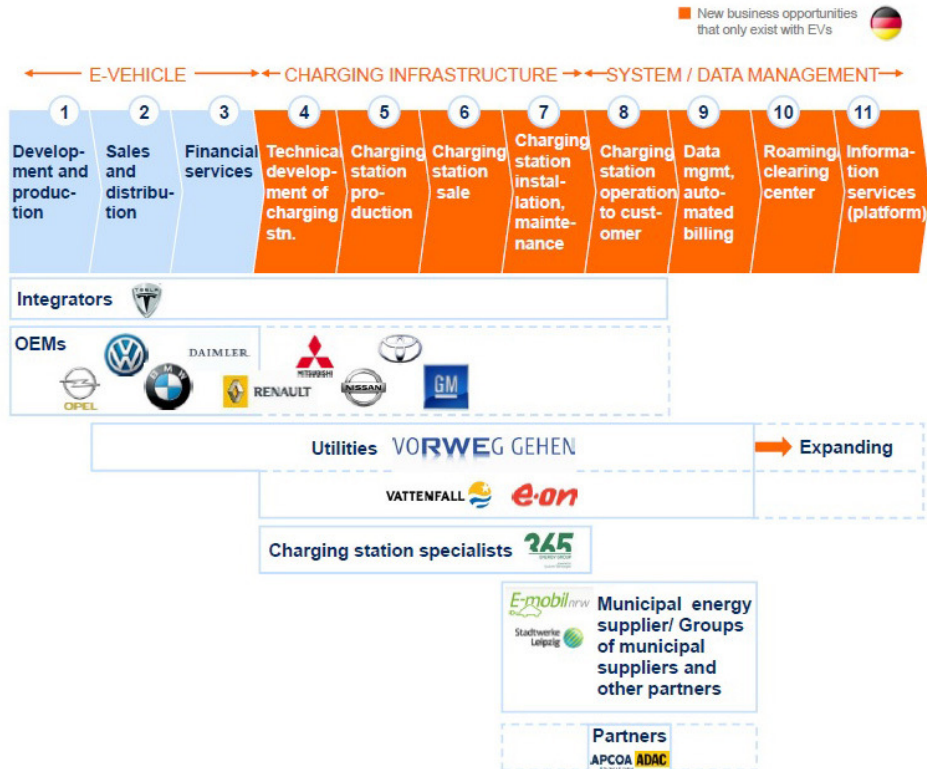 New business opportunities
that only exist with EVs
E-VEHICLE
CHARGING INFRASTRUCTURE
SYSTEM / DATA MANAGEMENT
1
2
3
4
5
6
7
8
9
10
11
Develop-
ment and
produc-
tion
Sales
and
distribu-
tion
Financial
services
Technical
develop-
ment of
charging
stn.
Charging
station
pro-
duction
Charging
station
sale
Charging
station
instal-
lation,
mainte-
nance
Charging
station
operation
to cust-
omer
Data
mgmt,
auto-
mated
billing
Roaming/
clearing
center
Informa-
tion
services
(platform)
Integrators
TESLA
OEMs
OPEL
BMW
DAIMLER
RENAULT
MITSUBISHI
NISSAN
GM
Utilities
VORWEG GEHEN
Expanding
VATTENFALL
e·on
Charging station specialists
365
ENERGY GROUP
E-mobil nrw
Stadtwerke
Leipzig
Municipal energy
supplier/ Groups
of municipal
suppliers and
other partners
Partners
APCOA ADAC